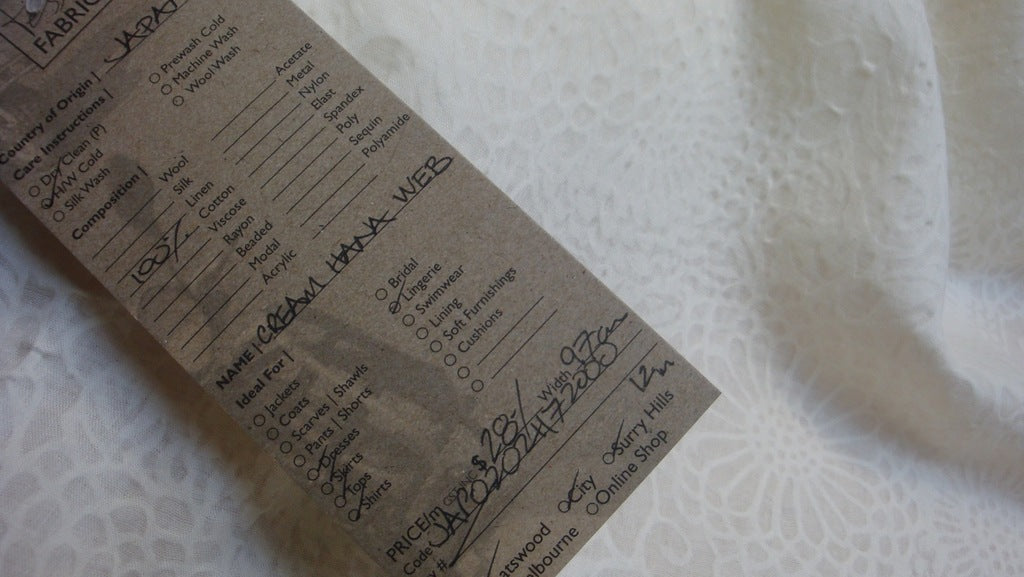 FABRIC
Country of Origin | JAPAN
Care Instructions |
Dry Clean (P)
H/W Cold
Silk Wash
Prewash Cold
Machine Wash
Wool Wash
Composition |
Wool
Silk
Linen
100% Cotton
Viscose
Rayon
Beaded
Modal
Acrylic
Acetate
Metal
Nylon
Elast
Spandex
Poly
Sequin
Polyamide
NAME | CREAM HANA WEB
Ideal For |
Jackets
Coats
Scarves | Shawls
Pants | Shorts
Dresses
Skirts
Tops
Shirts
Bridal
Lingerie
Swimwear
Lining
Soft Furnishings
Cushions
PRICE/m $28- Width 97cm
Code
12m
City
Surry Hills
Online Shop